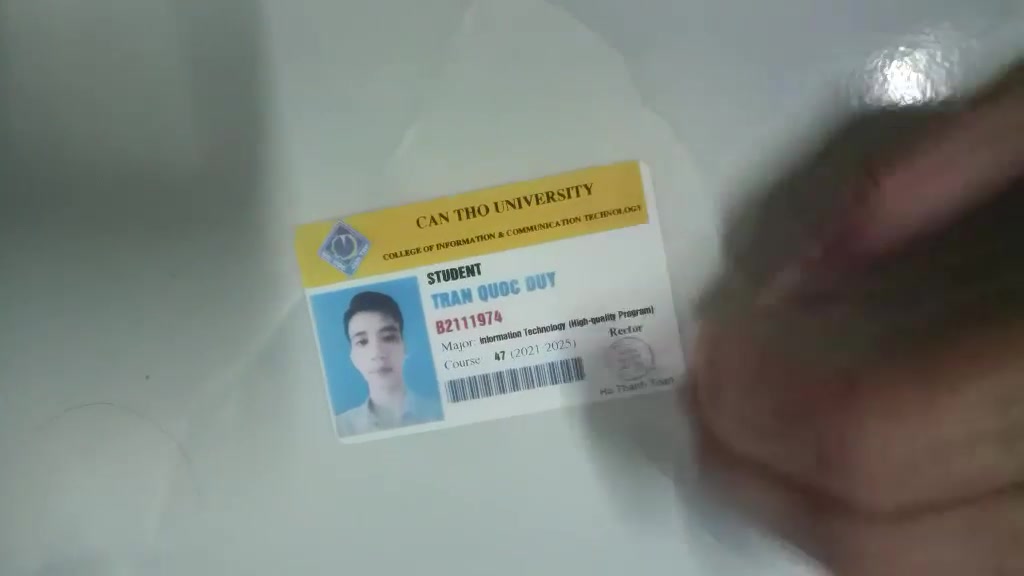 CAN THO UNIVERSITY
COLLEGE OF INFORMATION & COMMUNICATION TECHNOLOGY
STUDENT
TRAN QUOC DUY
B2111974
Major: Information Technology (High-quality Program)
Course: 47 (2021-2025)
Rector
Ha Thanh Toan